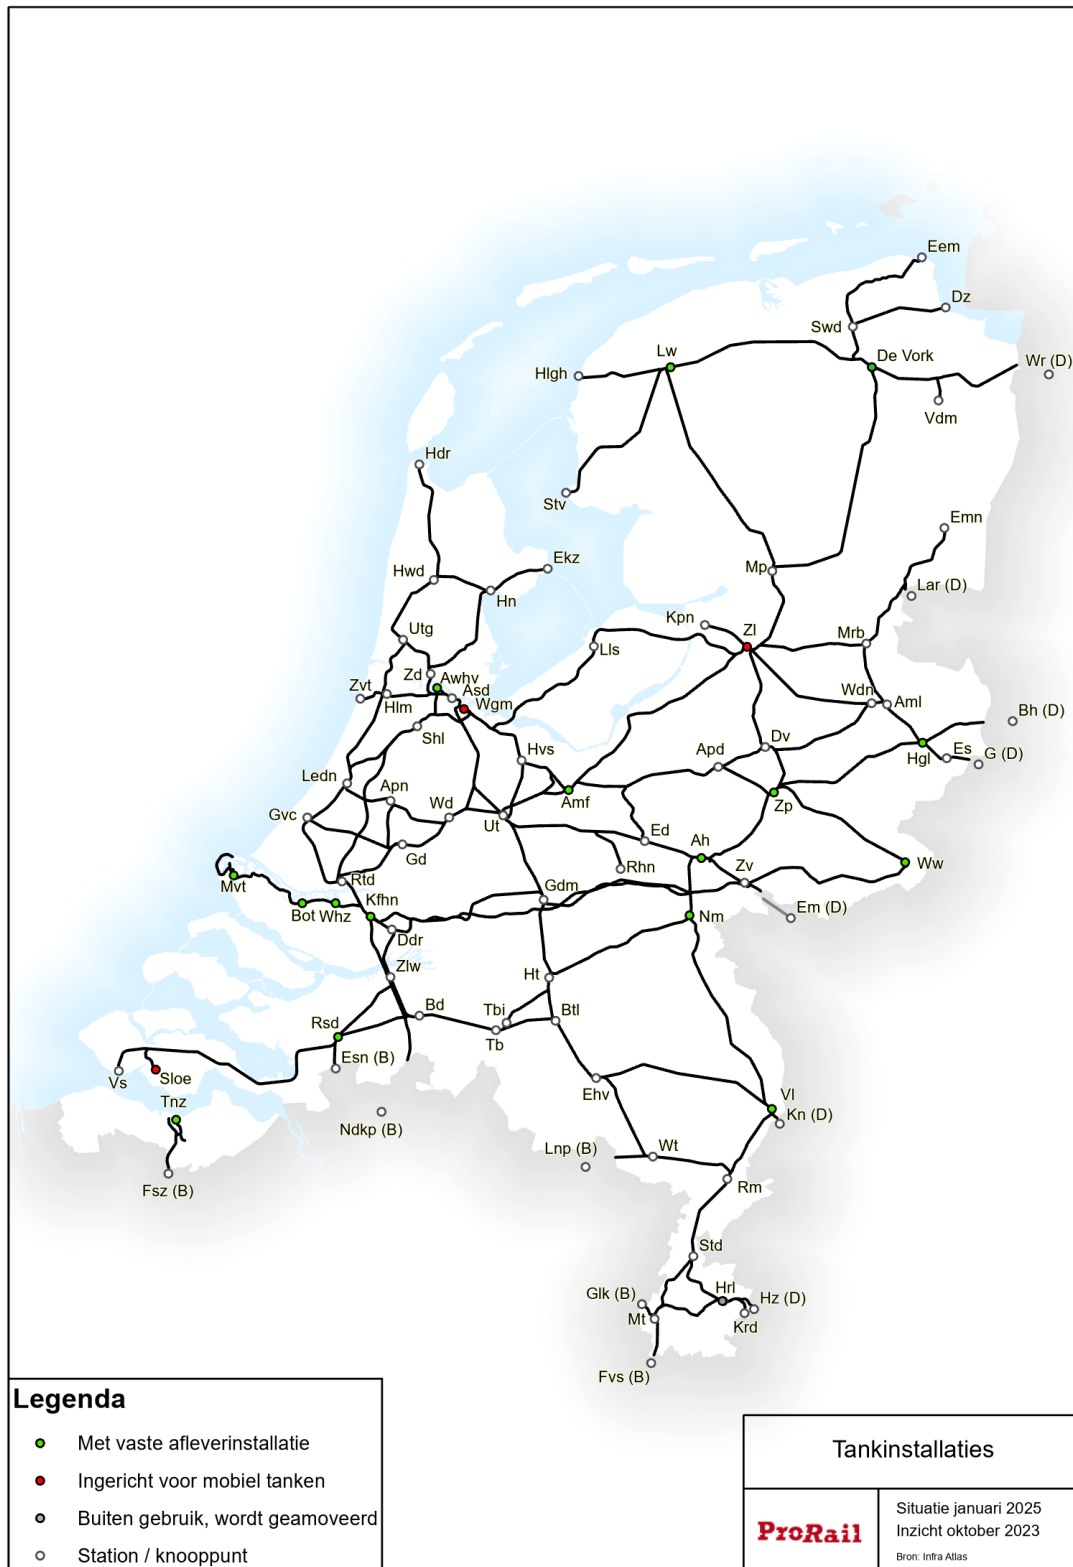 Eem
Dz
Swd
Lw
De Vork
Wr (D)
Hlgh
Vdm
Hdr
Stv
Emn
Ekz
Mp
Hwd
Lar (D)
Hn
Kpn
Zl
Mrb
Utg
Lls
Zd
Awhv
Asd
Zvt
Wgm
Wdn
Aml
Hlm
Bh (D)
Shl
Hvs
Apd
Dv
Hgl
Es
G (D)
Ledn
Apn
Amf
Zp
Gvc
Wd
Ut
Ed
Ah
Gd
Rhn
Zv
Ww
Mvt
Rtd
Kfhn
Gdm
Bot
Whz
Em (D)
Nm
Ddr
Zlw
Ht
Bd
Tbi
Btl
Rsd
Tb
Esn (B)
Vs
Sloe
Ehv
Vl
Tnz
Kn (D)
Ndkp (B)
Lnp (B)
Wt
Fsz (B)
Rm
Std
Glk (B)
Hrl
Hz (D)
Mt
Krd
Fvs (B)
Legenda
Met vaste afleverinstallatie
Ingericht voor mobiel tanken
Buiten gebruik, wordt geamoveerd
Station / knooppunt
Tankinstallaties
ProRail
Situatie januari 2025
Inzicht oktober 2023
Bron: Infra Atlas